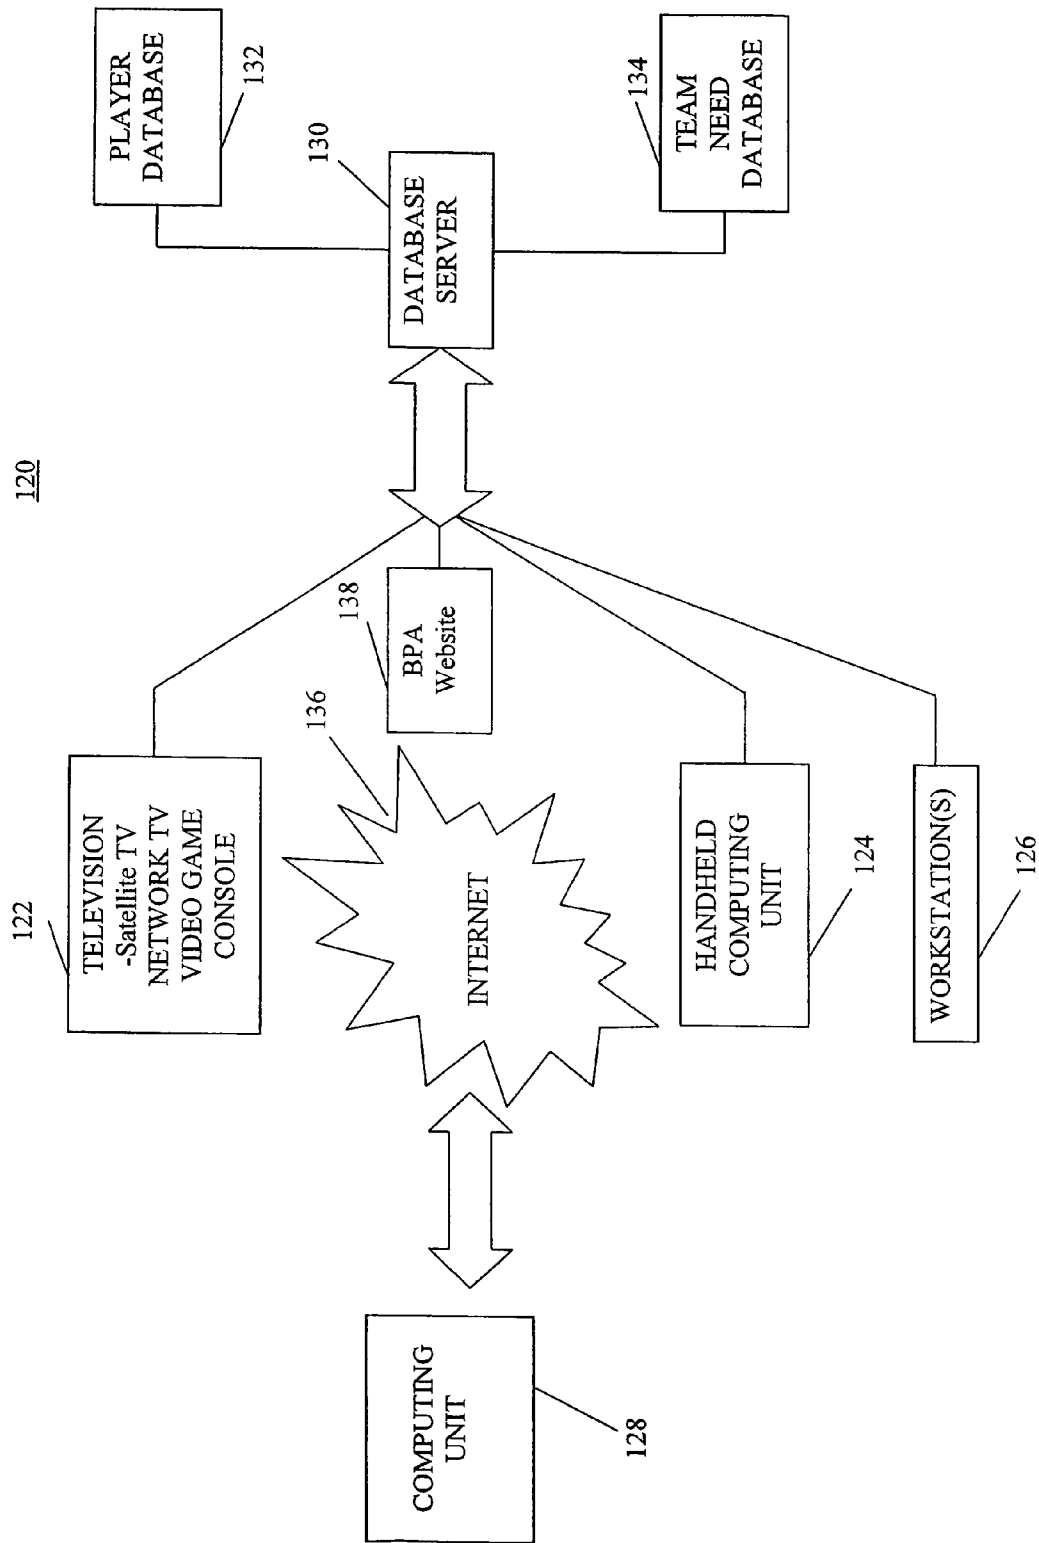 120
122
TELEVISION
-Satellite TV
NETWORK TV
VIDEO GAME
CONSOLE
PLAYER
DATABASE
132
136
138
BPA
Website
130
DATABASE
SERVER
COMPUTING
UNIT
128
INTERNET
HANDHELD
COMPUTING
UNIT
124
134
TEAM
NEED
DATABASE
WORKSTATION(S)
126